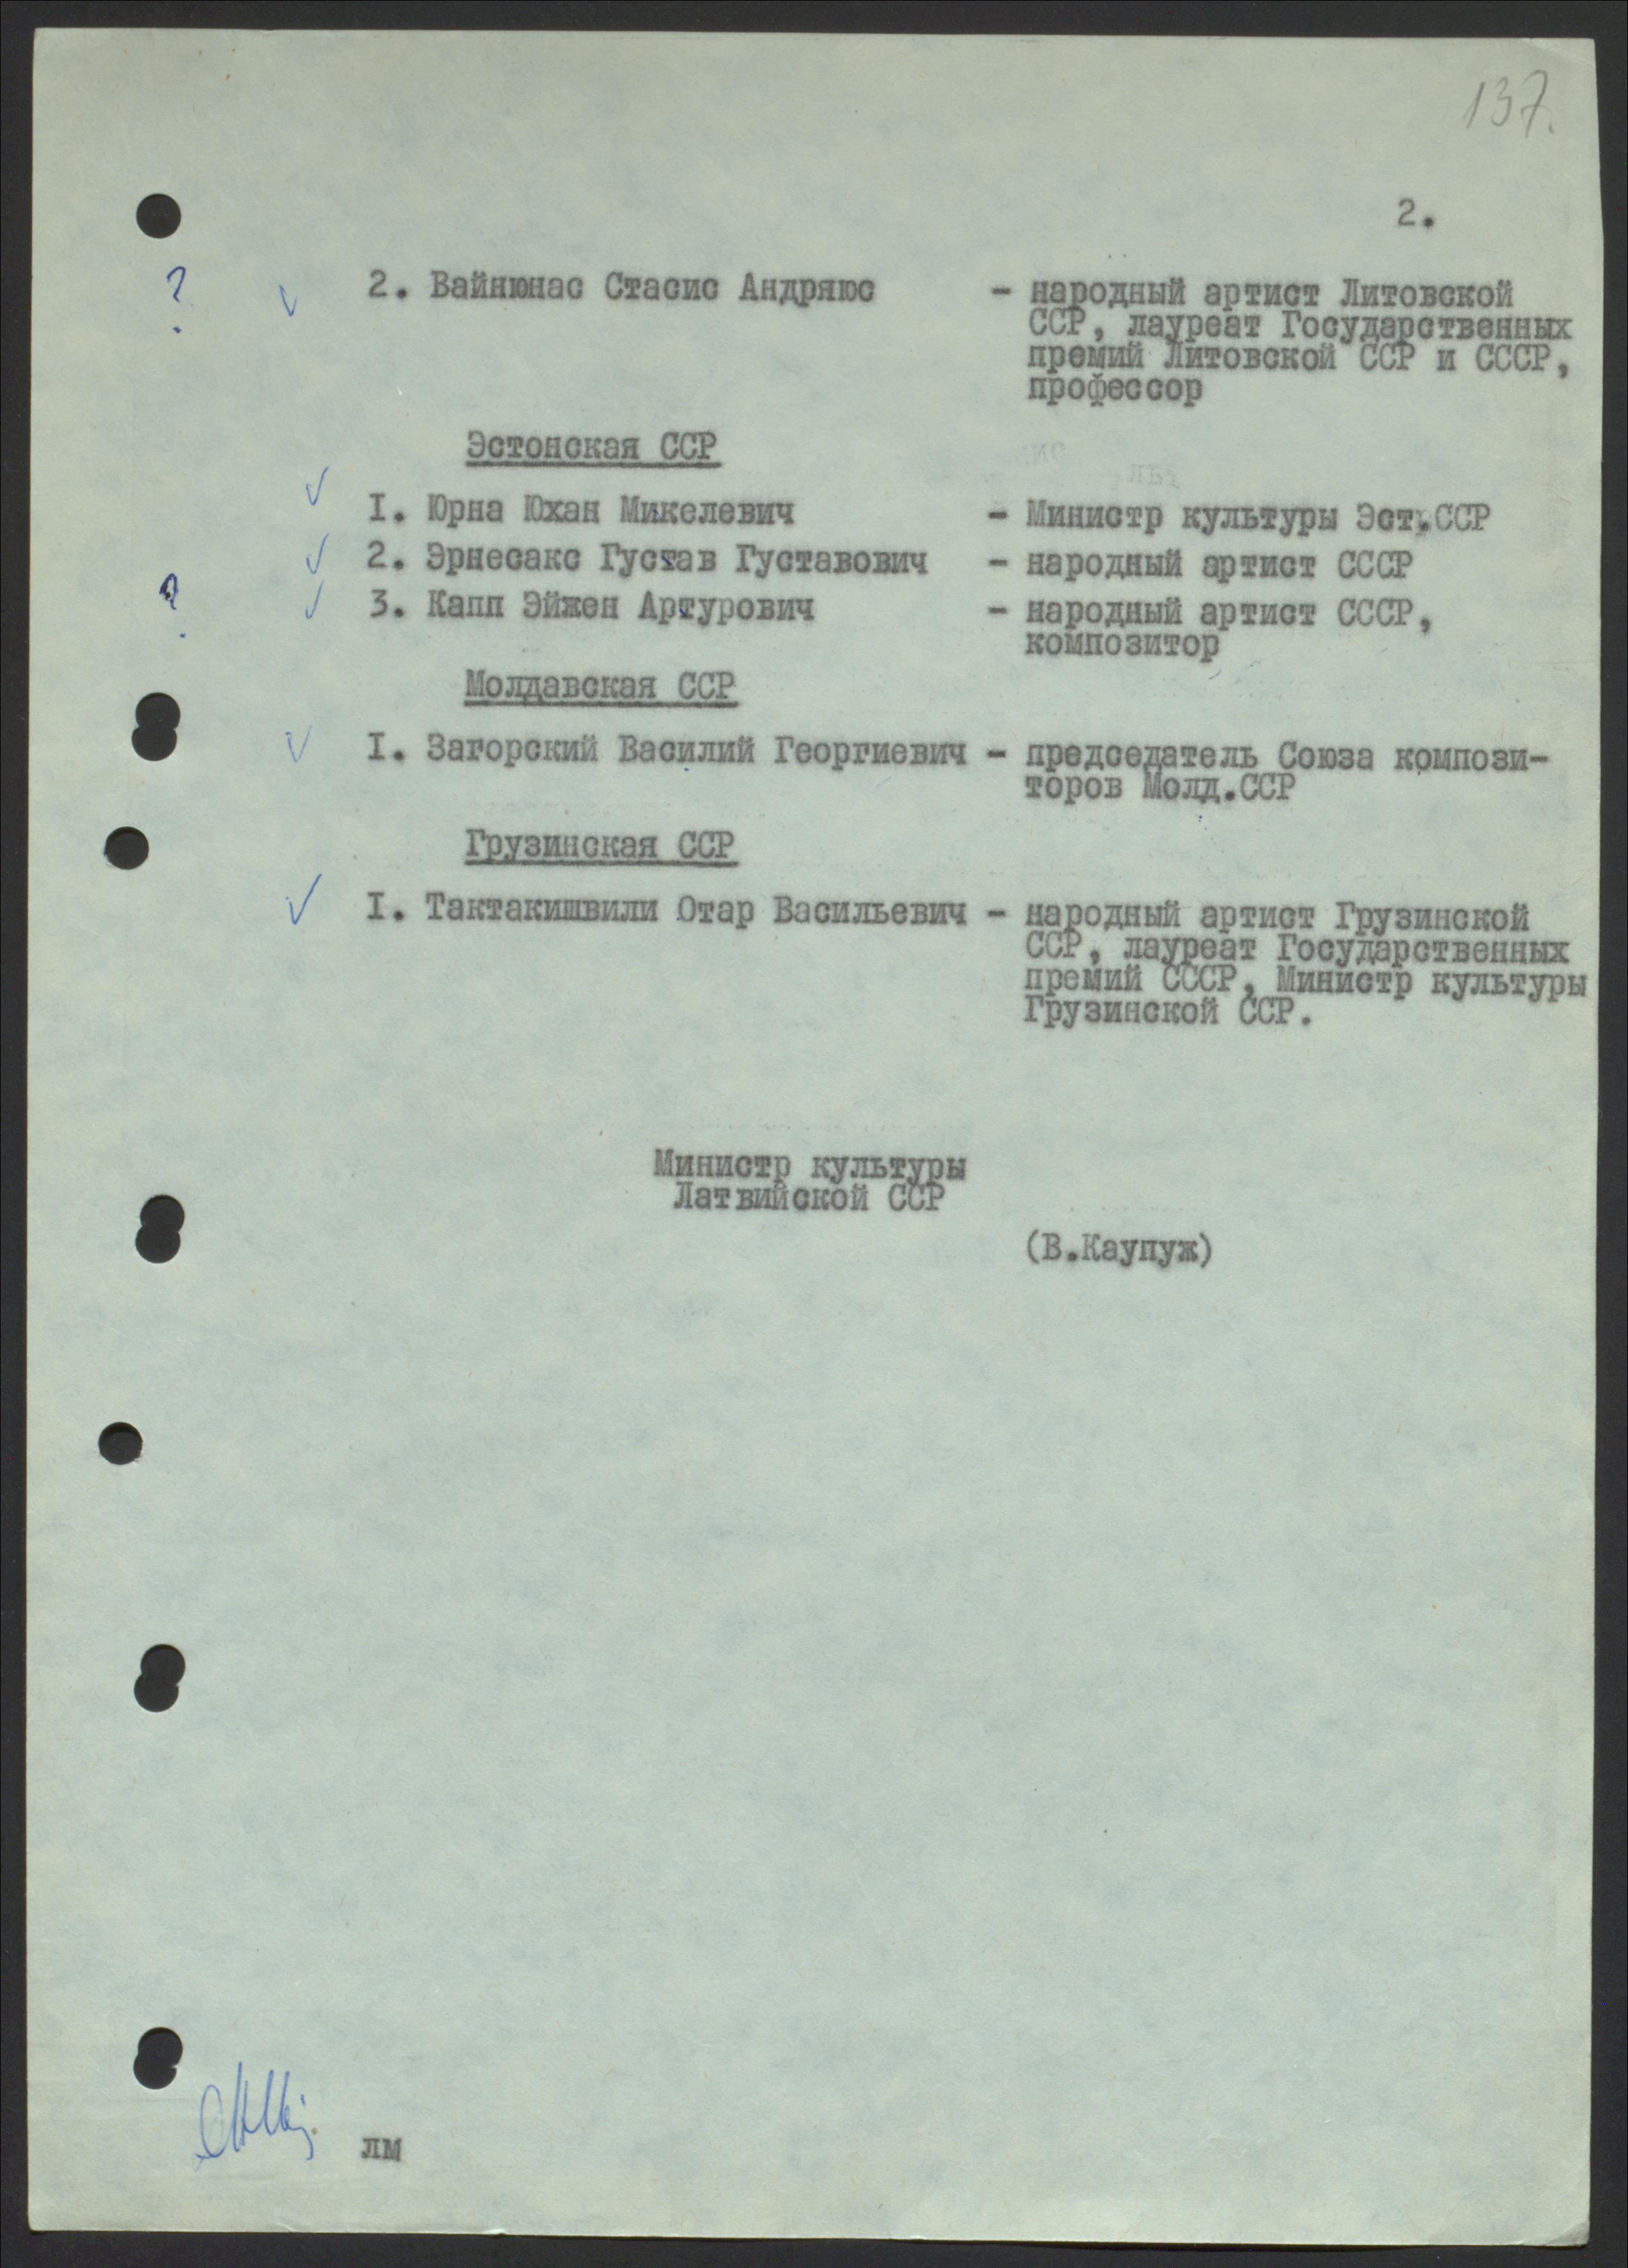 137.
2.
? 2. Вайнюнас Стасис Андряюс - народный артист Литовской
ССР, лауреат Государственных
премий Литовской ССР и СССР,
профессор
Эстонская ССР
I. Юрна Юхан Микелевич - Министр культуры Эст.ССР
2. Эрнесакс Густав Густавович - народный артист СССР
? 3. Капп Эйжен Артурович - народный артист СССР,
композитор
Молдавская ССР
I. Загорский Василий Георгиевич - председатель Союза компози-
торов Молд.ССР
Грузинская ССР
I. Тактакишвили Отар Васильевич - народный артист Грузинской
ССР, лауреат Государственных
премий СССР, Министр культуры
Грузинской ССР.
Министр культуры
Латвийской ССР
(В.Каупуж)
лм